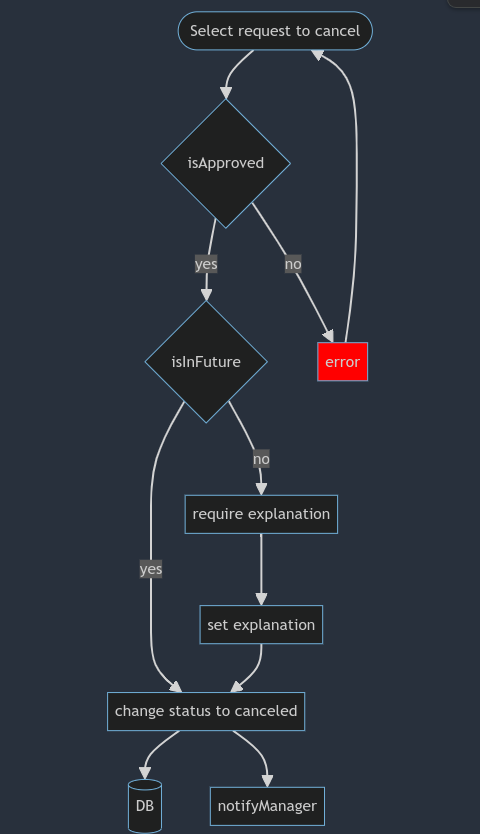 Select request to cancel
isApproved
yes
no
isInFuture
error
no
require explanation
yes
set explanation
change status to canceled
DB
notifyManager